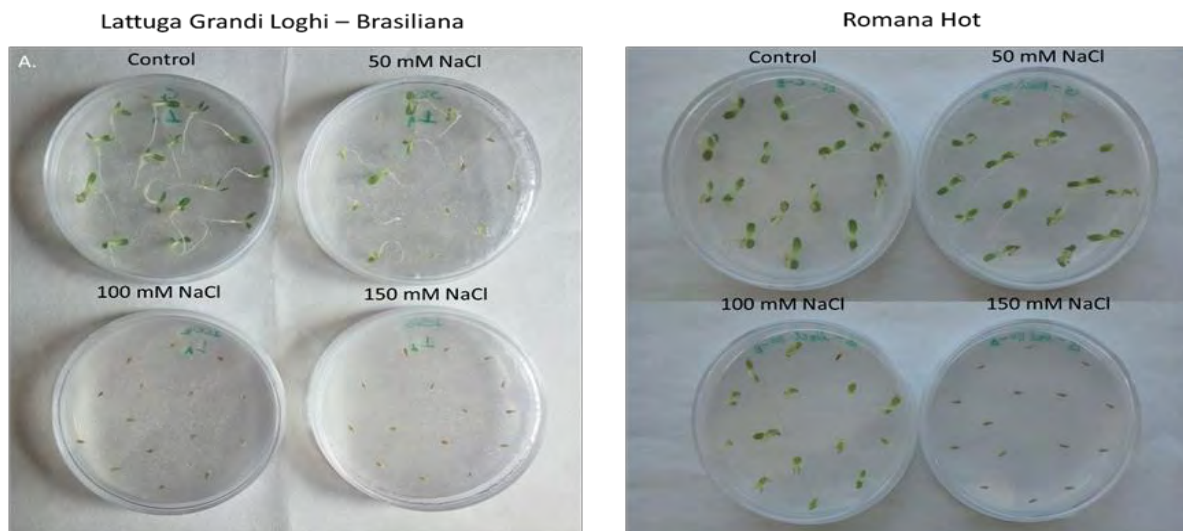 Lattuga Grandi Loghi – Brasiliana
Romana Hot
A.
Control
50 mM NaCl
Control
50 mM NaCl
100 mM NaCl
150 mM NaCl
100 mM NaCl
150 mM NaCl